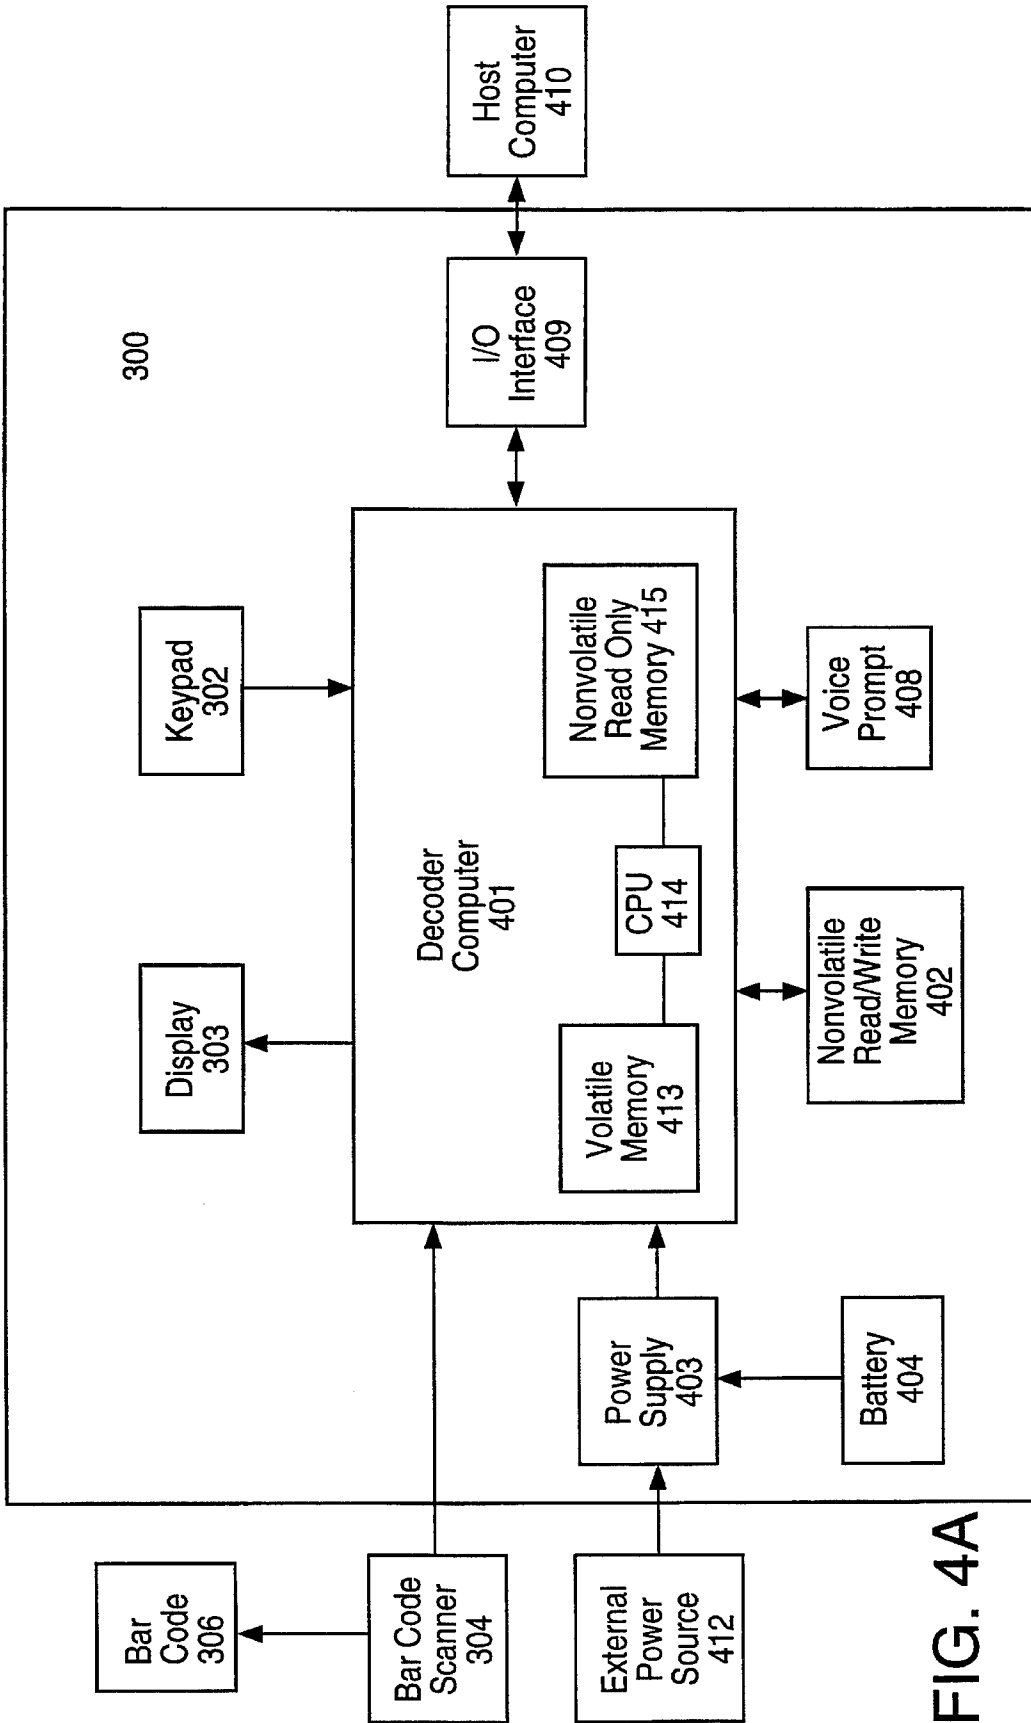 Bar
Code
306
Bar Code
Scanner
304
External
Power
Source
412
300
Display
303
Keypad
302
Decoder
Computer
401
Volatile
Memory
413
CPU
414
Nonvolatile
Read Only
Memory 415
Power
Supply
403
Battery
404
Nonvolatile
Read/Write
Memory
402
Voice
Prompt
408
I/O
Interface
409
Host
Computer
410
FIG. 4A